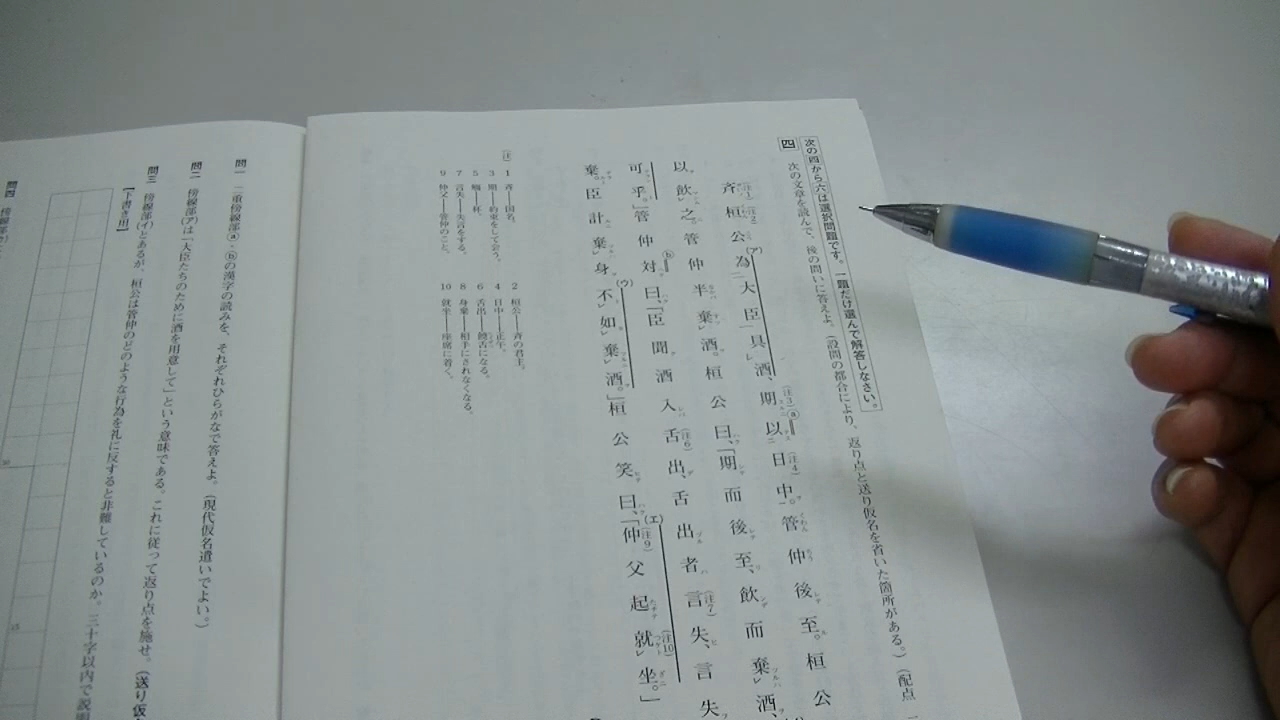 次の四から六は選択問題です。一題だけ選んで解答しなさい。
四 次の文章を読んで、後の問いに答えよ。(設問の都合により、返り点と送り仮名を省いた箇所がある。)(配点
斉桓公為大臣具酒、期以日中。管仲後至。桓公
以飲之管仲半棄酒。桓公曰、「期而後至、飲而棄酒、
可乎。」管仲対曰、「臣聞酒入舌出、舌出者言失、言失
棄。臣計棄身不如棄酒。」桓公笑曰、「仲父起就坐。」
(注) 1 斉――国名。 2 桓公――斉の君主。
3 期――約束をして会う。 4 日中――正午。
5 觴――杯。 6 舌出――饒舌になる。
7 言失――失言をする。 8 身棄――相手にされなくなる。
9 仲父――管仲のこと。 10 就坐――座席に着く。
問一 二重傍線部ⓐ・ⓑの漢字の読みを、それぞれひらがなで答えよ。(現代仮名遣いでよい。)
問二 傍線部(ア)は「大臣たちのために酒を用意して」という意味である。これに従って返り点を施せ。(送り仮
問三 傍線部(イ)とあるが、桓公は管仲のどのような行為を礼に反すると非難しているのか。三十字以内で説明
【下書き用】
問四 傍線部